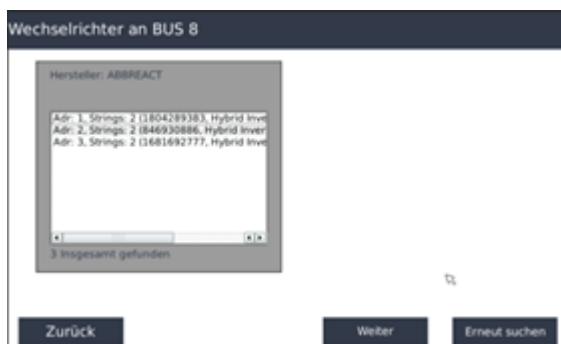 Wechselrichter an BUS 8
Hersteller: ABBREACT
Adr: 1, Strings: 2 (1804289383, Hybrid Inve
Adr: 2, Strings: 2 (846930886, Hybrid Inver
Adr: 3, Strings: 2 (1681692777, Hybrid Inve
3 Insgesamt gefunden
Zurück
Weiter
Erneut suchen